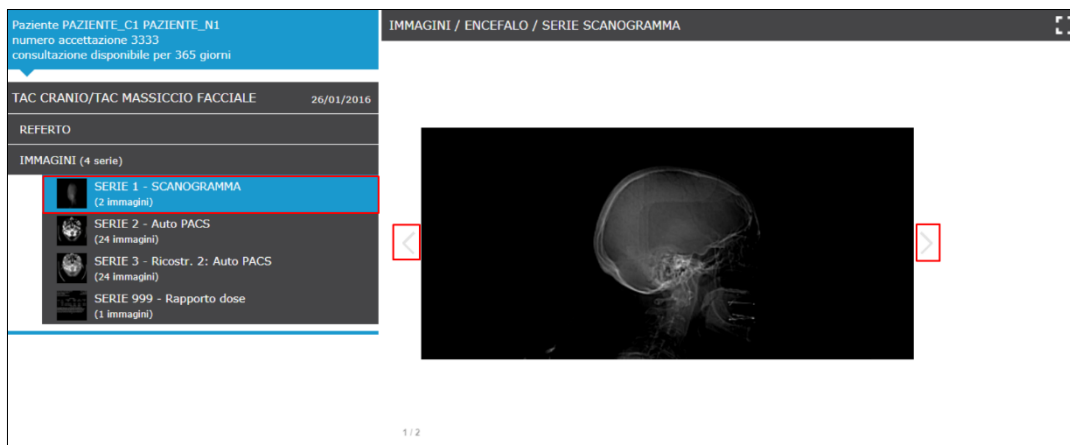 Paziente PAZIENTE_C1 PAZIENTE_N1
numero accettazione 3333
consultazione disponibile per 365 giorni
TAC CRANIO/TAC MASSICCIO FACCIALE 26/01/2016
REFERTO
IMMAGINI (4 serie)
SERIE 1 - SCANOGRAMMA
(2 immagini)
SERIE 2 - Auto PACS
(24 immagini)
SERIE 3 - Ricostr. 2: Auto PACS
(24 immagini)
SERIE 999 - Rapporto dose
(1 immagini)
IMMAGINI / ENCEFALO / SERIE SCANOGRAMMA
1 / 2